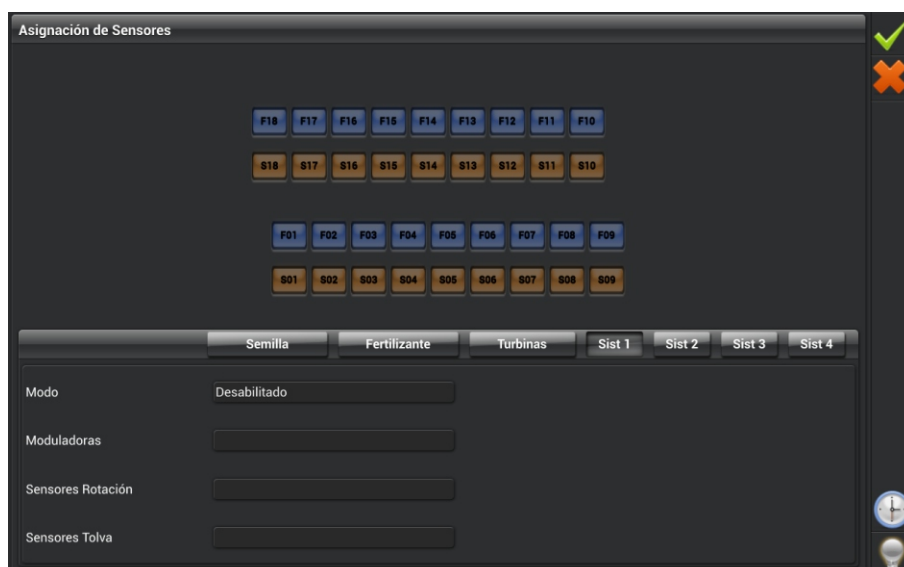 Asignación de Sensores
F18 F17 F16 F15 F14 F13 F12 F11 F10
S18 S17 S16 S15 S14 S13 S12 S11 S10
F01 F02 F03 F04 F05 F06 F07 F08 F09
S01 S02 S03 S04 S05 S06 S07 S08 S09
Semilla Fertilizante Turbinas Sist 1 Sist 2 Sist 3 Sist 4
Modo Desabilitado
Moduladoras
Sensores Rotación
Sensores Tolva